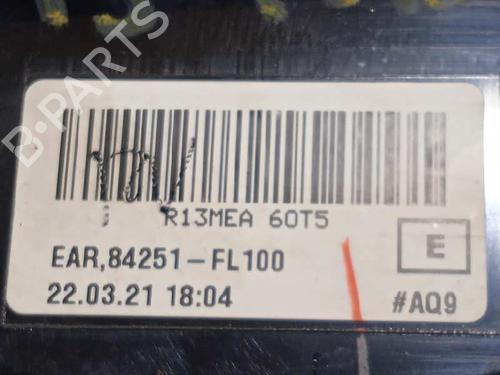 R13MEA 60T5
EAR,84251-FL100
E
22.03.21 18:04
#AQ9
B-PARTS